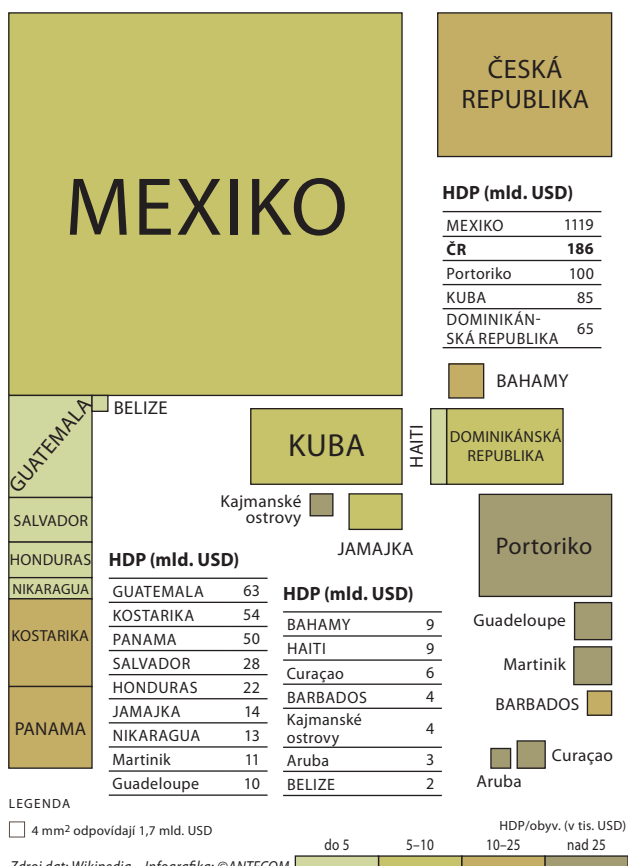 MEXIKO
ČESKÁ
REPUBLIKA
HDP (mld. USD)
MEXIKO 1119
ČR 186
Portoriko 100
KUBA 85
DOMINIKÁN-
SKÁ REPUBLIKA 65
BAHAMY
GUATEMALA
BELIZE
KUBA
HAITI
DOMINIKÁNSKÁ
REPUBLIKA
Kajmanské
ostrovy
JAMAJKA
Portoriko
SALVADOR
HONDURAS
NIKARAGUA
KOSTARIKA
PANAMA
HDP (mld. USD)
GUATEMALA 63
KOSTARIKA 54
PANAMA 50
SALVADOR 28
HONDURAS 22
JAMAJKA 14
NIKARAGUA 13
Martinik 11
Guadeloupe 10
HDP (mld. USD)
BAHAMY 9
HAITI 9
Curaçao 6
BARBADOS 4
Kajmanské
ostrovy 4
Aruba 3
BELIZE 2
Guadeloupe
Martinik
BARBADOS
Curaçao
Aruba
LEGENDA
4 mm² odpovídají 1,7 mld. USD
HDP/obyv. (v tis. USD)
do 5 5–10 10–25 nad 25
Zdroj dat: Wikipedia Infografika: ©ANTECOM